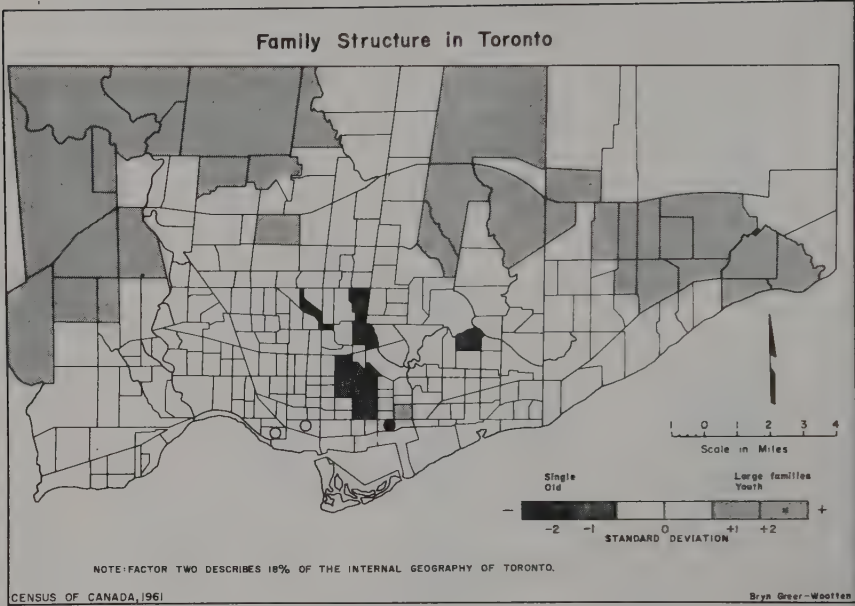 Family Structure in Toronto
1 0 1 2 3 4
Scale in Miles
Single
Old
Large families
Youth
- +
-2 -1 0 +1 +2
STANDARD DEVIATION
NOTE: FACTOR TWO DESCRIBES 18% OF THE INTERNAL GEOGRAPHY OF TORONTO.
CENSUS OF CANADA, 1961
Bryn Greer-Wootten